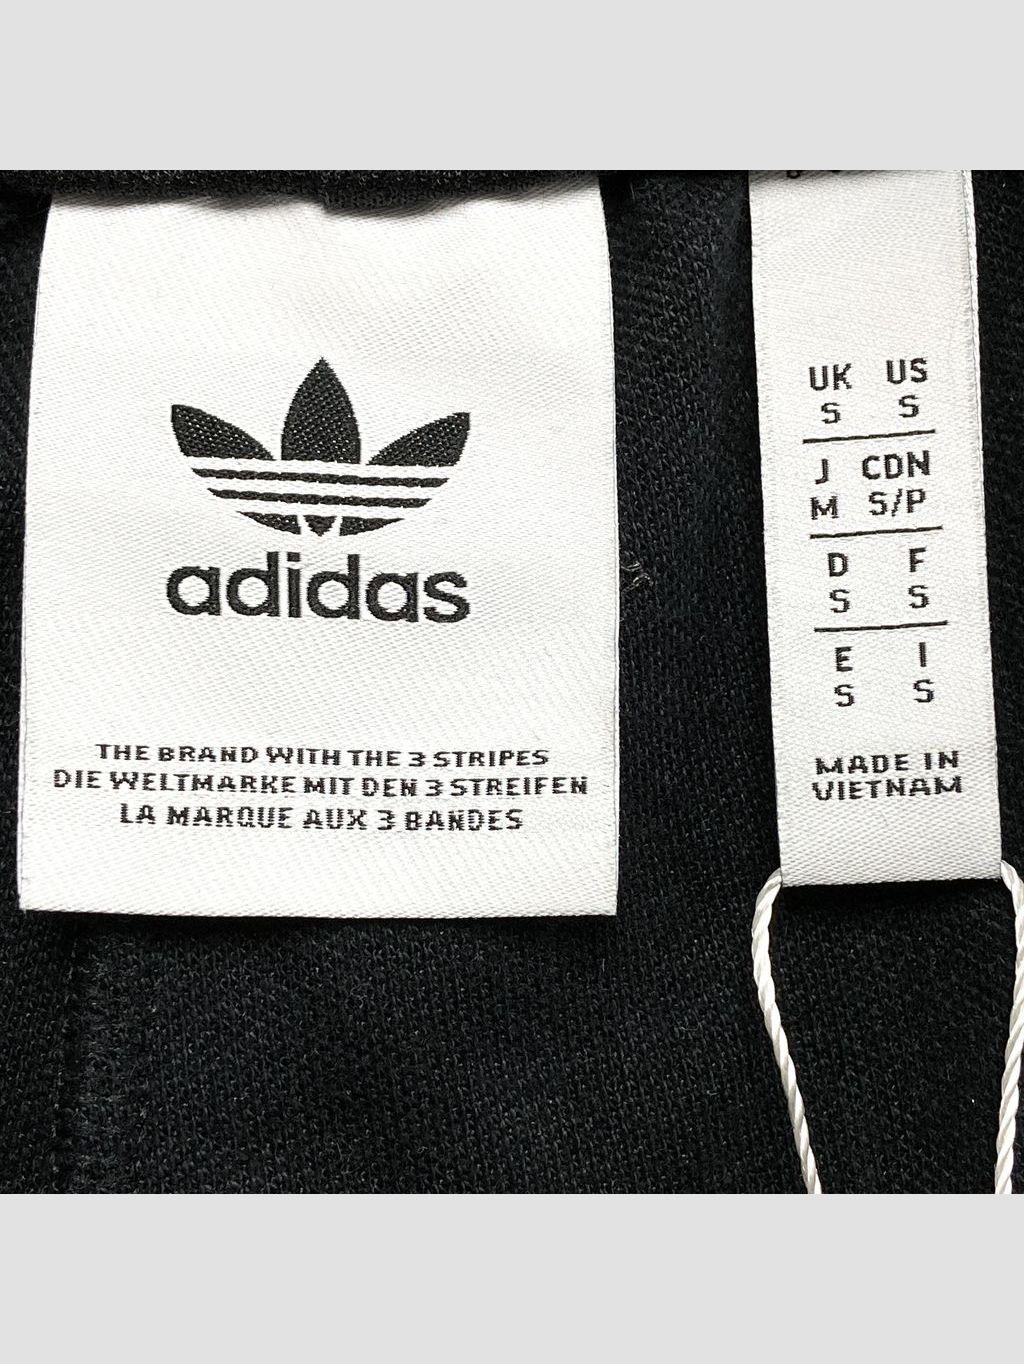 adidas
THE BRAND WITH THE 3 STRIPES
DIE WELTMARKE MIT DEN 3 STREIFEN
LA MARQUE AUX 3 BANDES
UK US
S S
J CDN
M S/P
D F
S S
E I
S S
MADE IN
VIETNAM